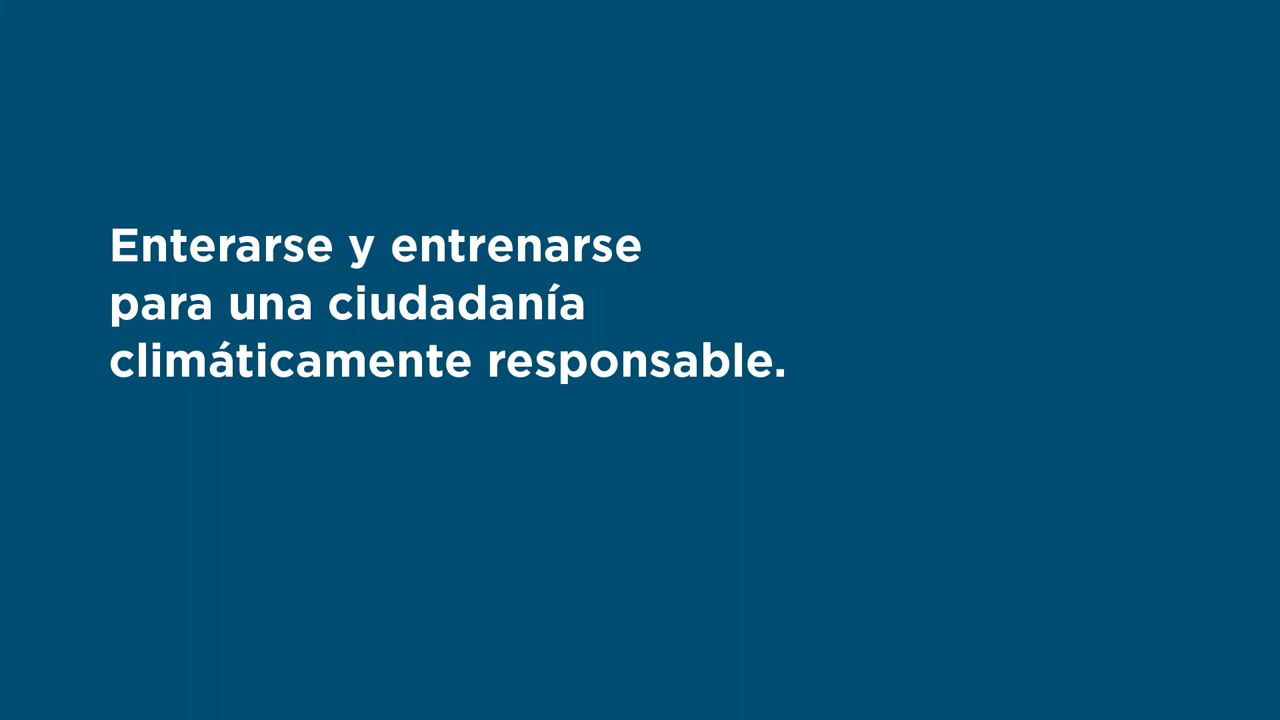 Enterarse y entrenarse
para una ciudadanía
climáticamente responsable.